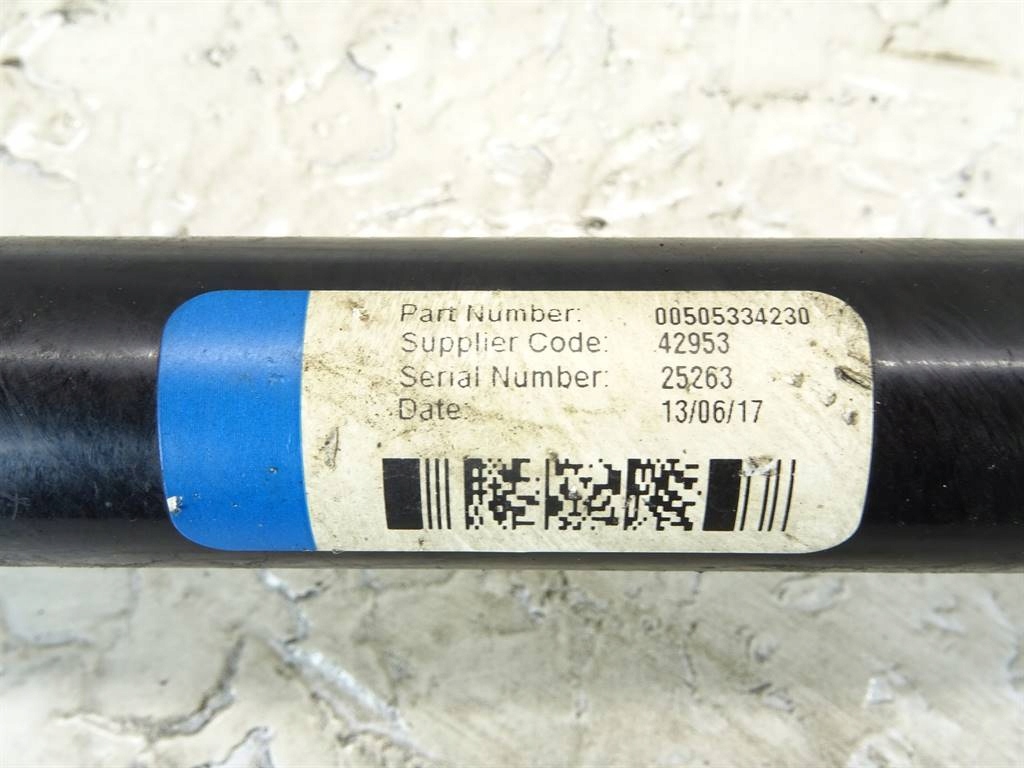 Part Number: 00505334230
Supplier Code: 42953
Serial Number: 25263
Date: 13/06/17